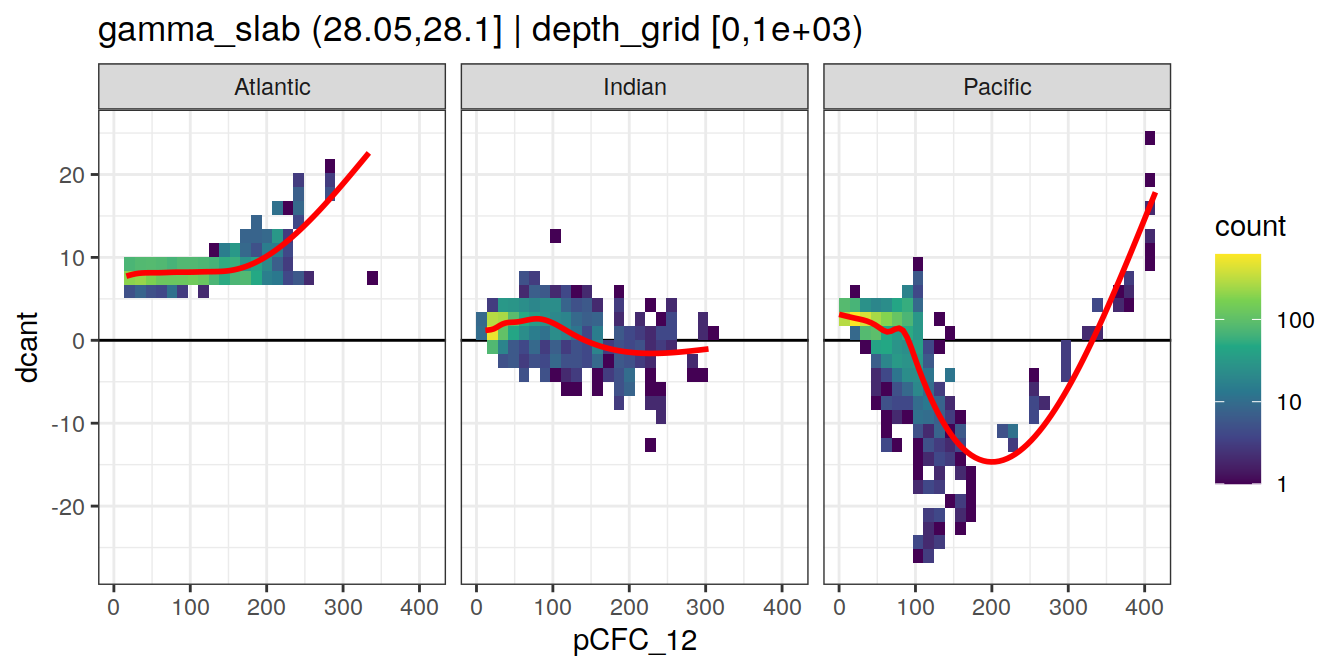 gamma_slab (28.05,28.1] | depth_grid [0,1e+03)
Atlantic
Indian
Pacific
dcant
20
10
0
-10
-20
0 100 200 300 400
0 100 200 300 400
0 100 200 300 400
pCFC_12
count
100
10
1